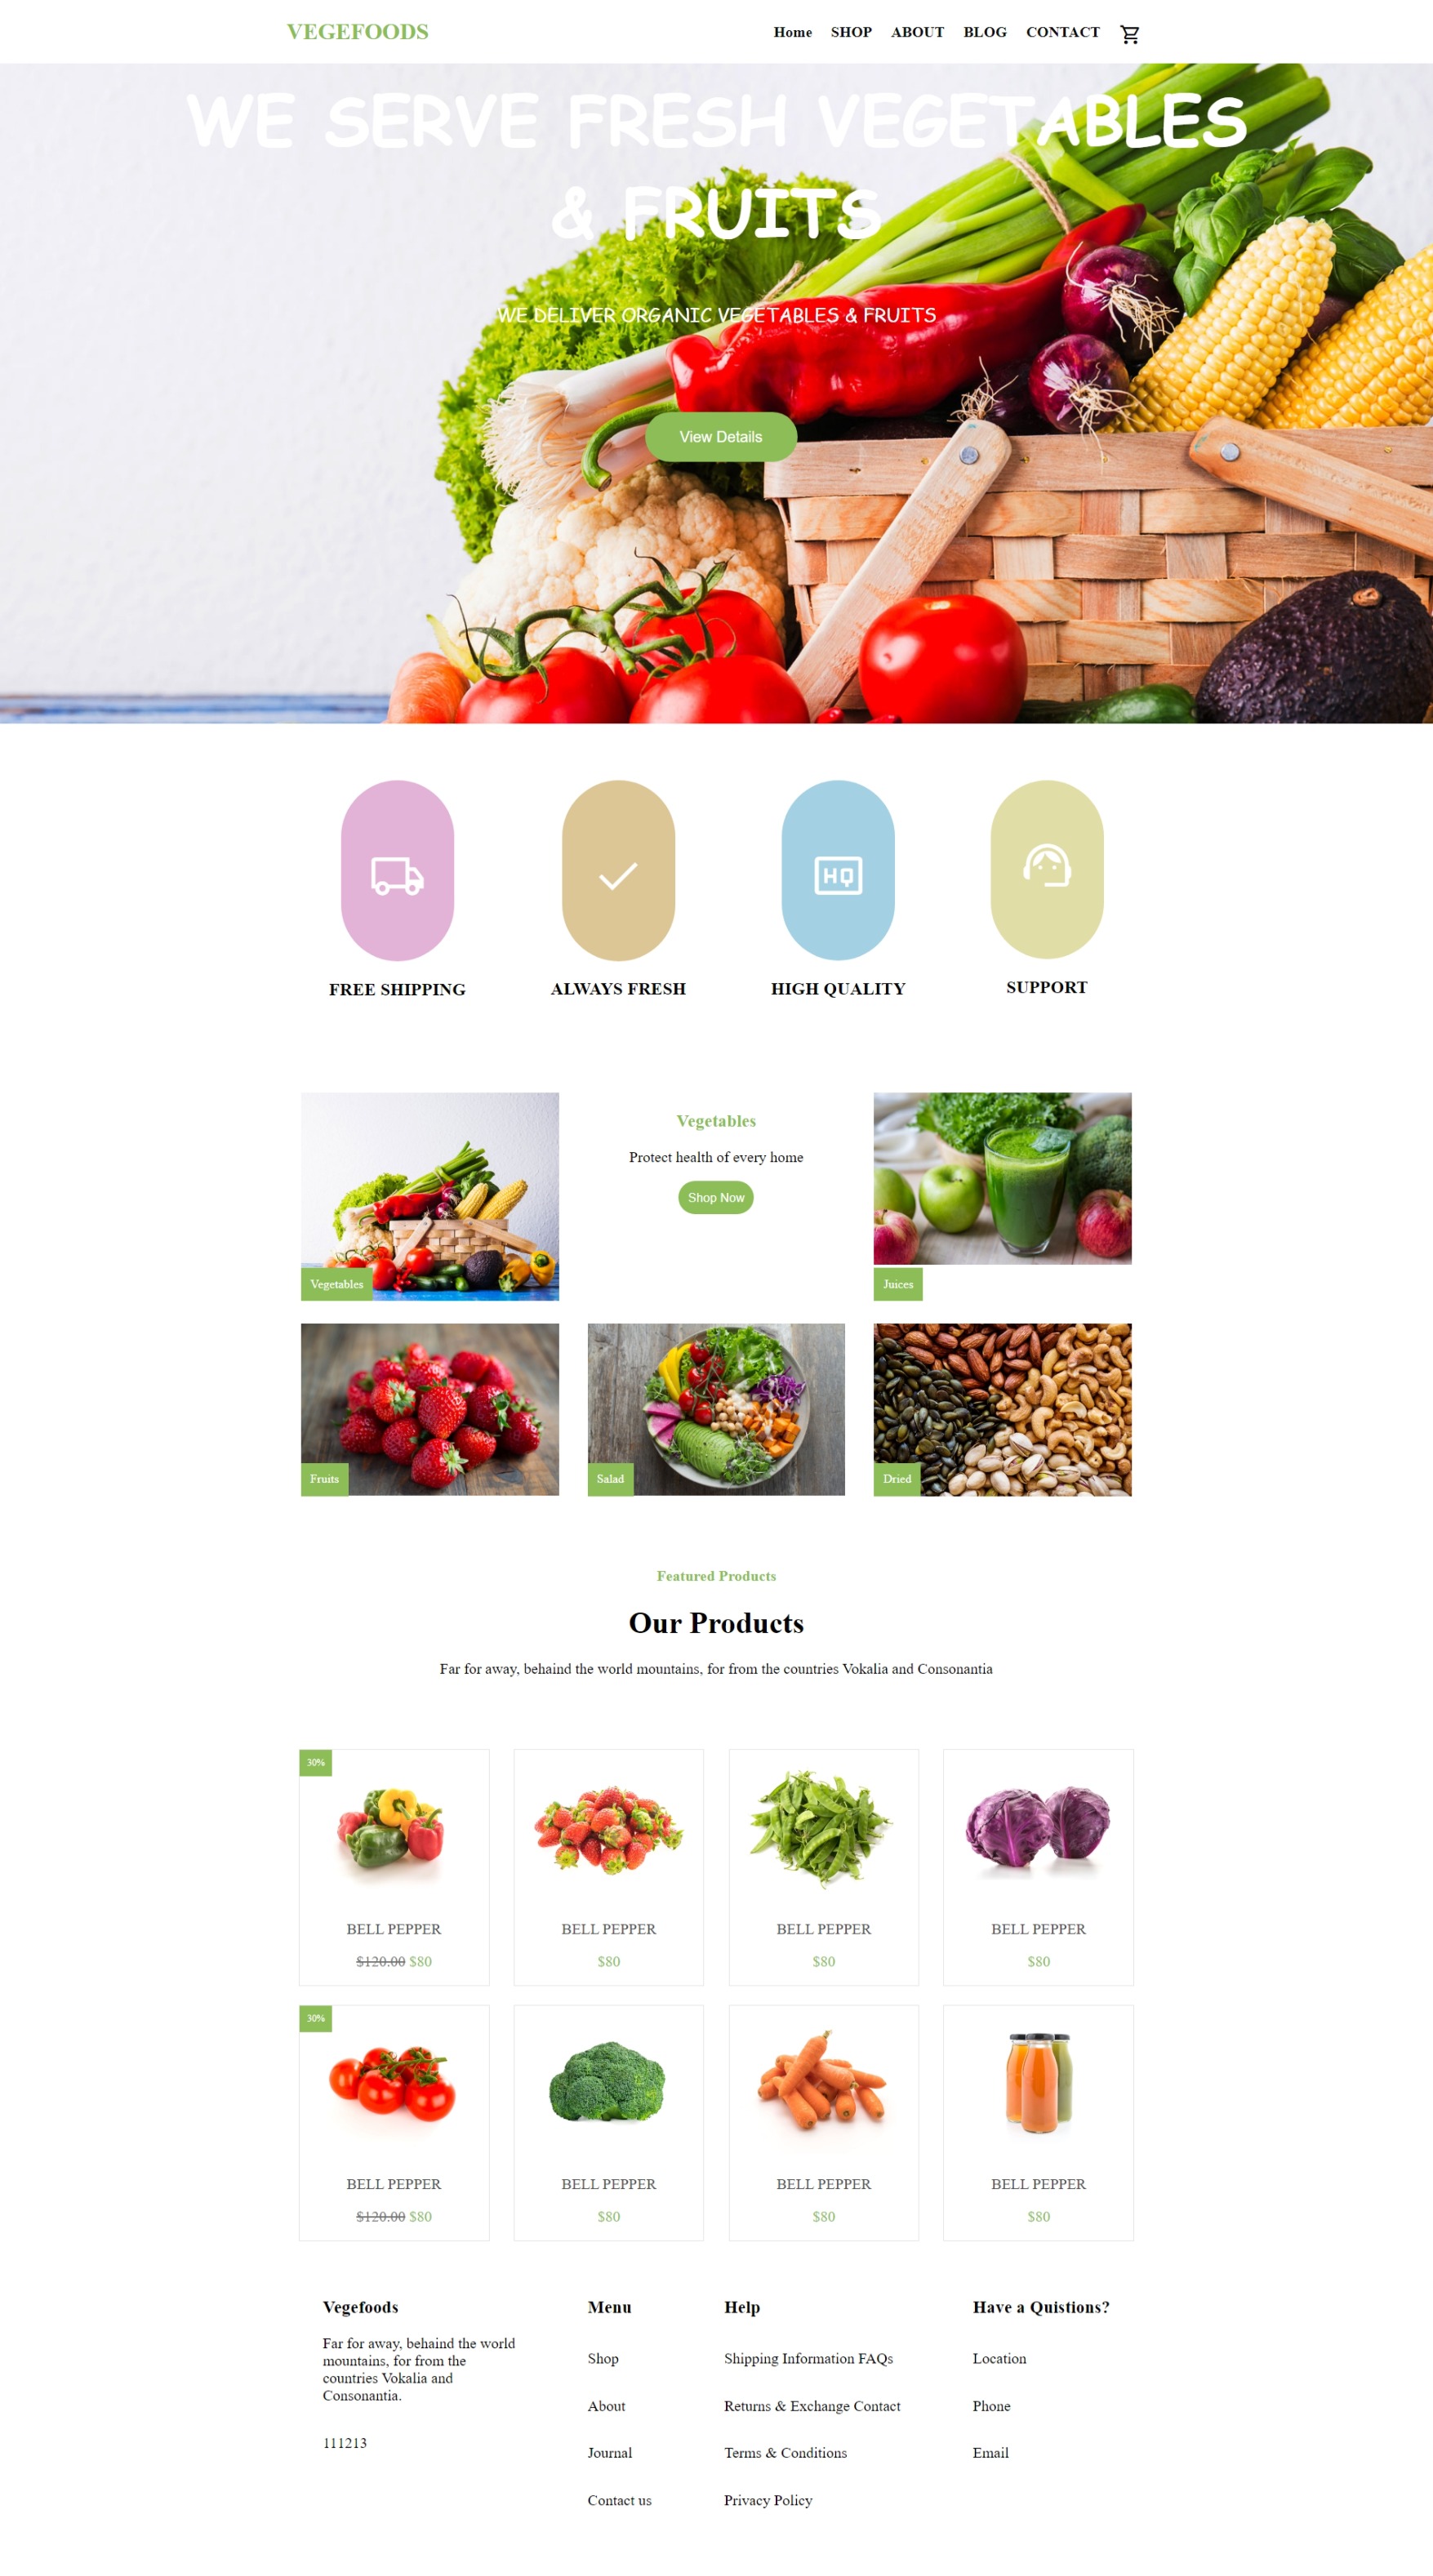 VEGEFOODS
Home SHOP ABOUT BLOG CONTACT
WE SERVE FRESH VEGETABLES
& FRUITS
WE DELIVER ORGANIC VEGETABLES & FRUITS
View Details
HQ
FREE SHIPPING
ALWAYS FRESH
HIGH QUALITY
SUPPORT
Vegetables
Vegetables
Protect health of every home
Shop Now
Juices
Fruits
Salad
Dried
Featured Products
Our Products
Far for away, behaind the world mountains, for from the countries Vokalia and Consonantia
30%
BELL PEPPER
$120.00 $80
BELL PEPPER
$80
BELL PEPPER
$80
BELL PEPPER
$80
30%
BELL PEPPER
$120.00 $80
BELL PEPPER
$80
BELL PEPPER
$80
BELL PEPPER
$80
Vegefoods
Far for away, behaind the world
mountains, for from the
countries Vokalia and
Consonantia.
111213
Menu
Shop
About
Journal
Contact us
Help
Shipping Information FAQs
Returns & Exchange Contact
Terms & Conditions
Privacy Policy
Have a Quistions?
Location
Phone
Email